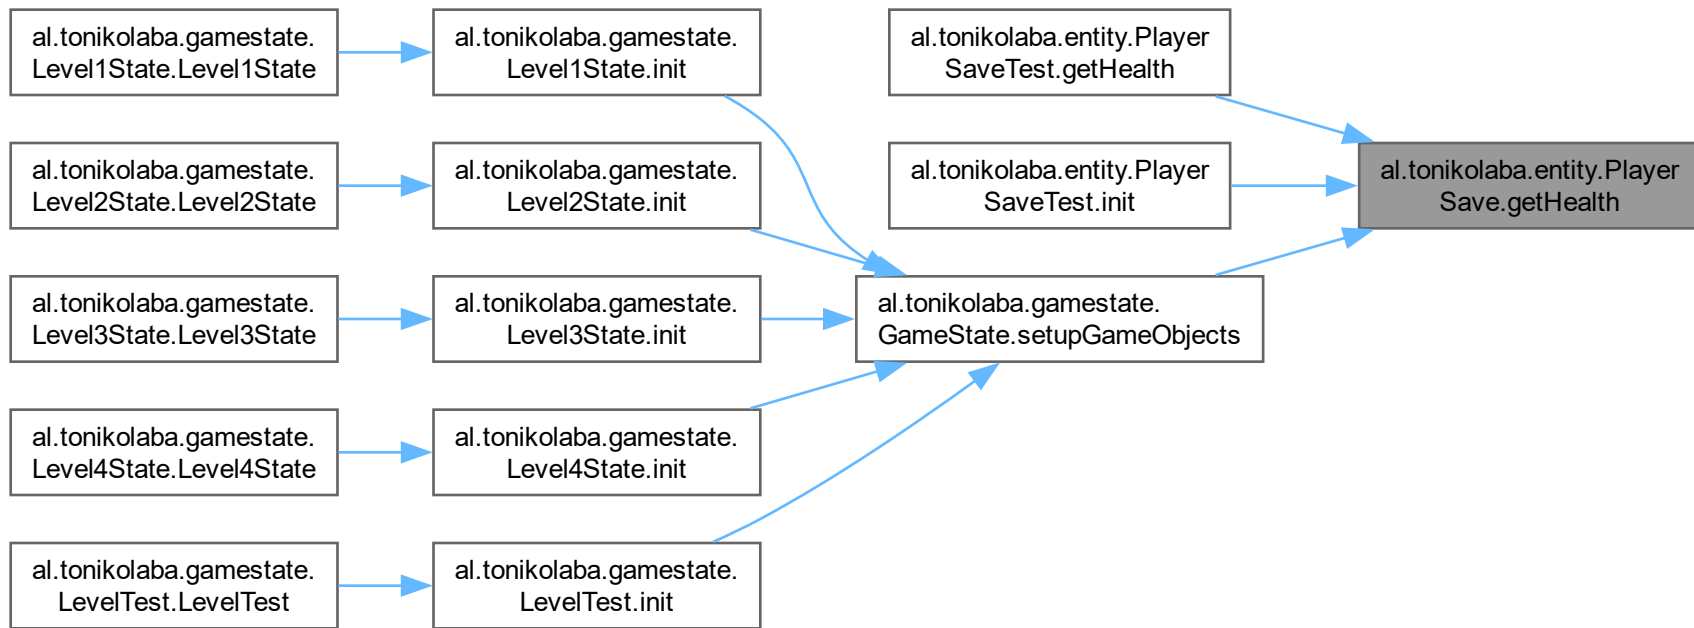 al.tonikolaba.gamestate.
Level1State.Level1State
al.tonikolaba.gamestate.
Level1State.init
al.tonikolaba.entity.Player
SaveTest.getHealth
al.tonikolaba.gamestate.
Level2State.Level2State
al.tonikolaba.gamestate.
Level2State.init
al.tonikolaba.entity.Player
SaveTest.init
al.tonikolaba.entity.Player
Save.getHealth
al.tonikolaba.gamestate.
Level3State.Level3State
al.tonikolaba.gamestate.
Level3State.init
al.tonikolaba.gamestate.
GameState.setupGameObjects
al.tonikolaba.gamestate.
Level4State.Level4State
al.tonikolaba.gamestate.
Level4State.init
al.tonikolaba.gamestate.
LevelTest.LevelTest
al.tonikolaba.gamestate.
LevelTest.init